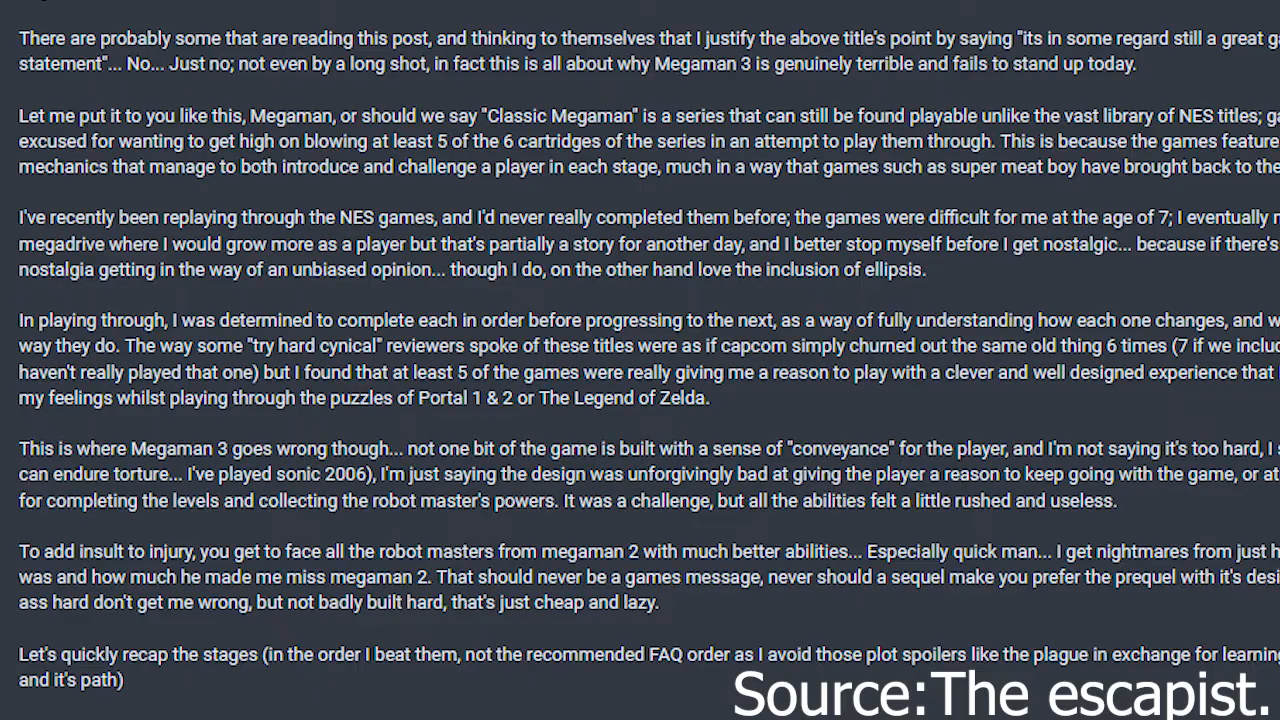 There are probably some that are reading this post, and thinking to themselves that I justify the above title's point by saying "its in some regard still a great
statement"... No... Just no; not even by a long shot, in fact this is all about why Megaman 3 is genuinely terrible and fails to stand up today.
Let me put it to you like this, Megaman, or should we say "Classic Megaman" is a series that can still be found playable unlike the vast library of NES titles;
excused for wanting to get high on blowing at least 5 of the 6 cartridges of the series in an attempt to play them through. This is because the games feature
mechanics that manage to both introduce and challenge a player in each stage, much in a way that games such as super meat boy have brought back to the
I've recently been replaying through the NES games, and I'd never really completed them before; the games were difficult for me at the age of 7; I eventually
megadrive where I would grow more as a player but that's partially a story for another day, and I better stop myself before I get nostalgic... because if there's
nostalgia getting in the way of an unbiased opinion... though I do, on the other hand love the inclusion of ellipsis.
In playing through, I was determined to complete each in order before progressing to the next, as a way of fully understanding how each one changes, and
way they do. The way some "try hard cynical" reviewers spoke of these titles were as if capcom simply churned out the same old thing 6 times (7 if we
haven't really played that one) but I found that at least 5 of the games were really giving me a reason to play with a clever and well designed experience that
my feelings whilst playing through the puzzles of Portal 1 & 2 or The Legend of Zelda.
This is where Megaman 3 goes wrong though... not one bit of the game is built with a sense of "conveyance" for the player, and I'm not saying it's too hard, I
can endure torture... I've played sonic 2006), I'm just saying the design was unforgivingly bad at giving the player a reason to keep going with the game, or at
for completing the levels and collecting the robot master's powers. It was a challenge, but all the abilities felt a little rushed and useless.
To add insult to injury, you get to face all the robot masters from megaman 2 with much better abilities... Especially quick man... I get nightmares from just
was and how much he made me miss megaman 2. That should never be a games message, never should a sequel make you prefer the prequel with it's
ass hard don't get me wrong, but not badly built hard, that's just cheap and lazy.
Let's quickly recap the stages (in the order I beat them, not the recommended FAQ order as I avoid those plot spoilers like the plague in exchange for
and it's path)
Source:The escapist.